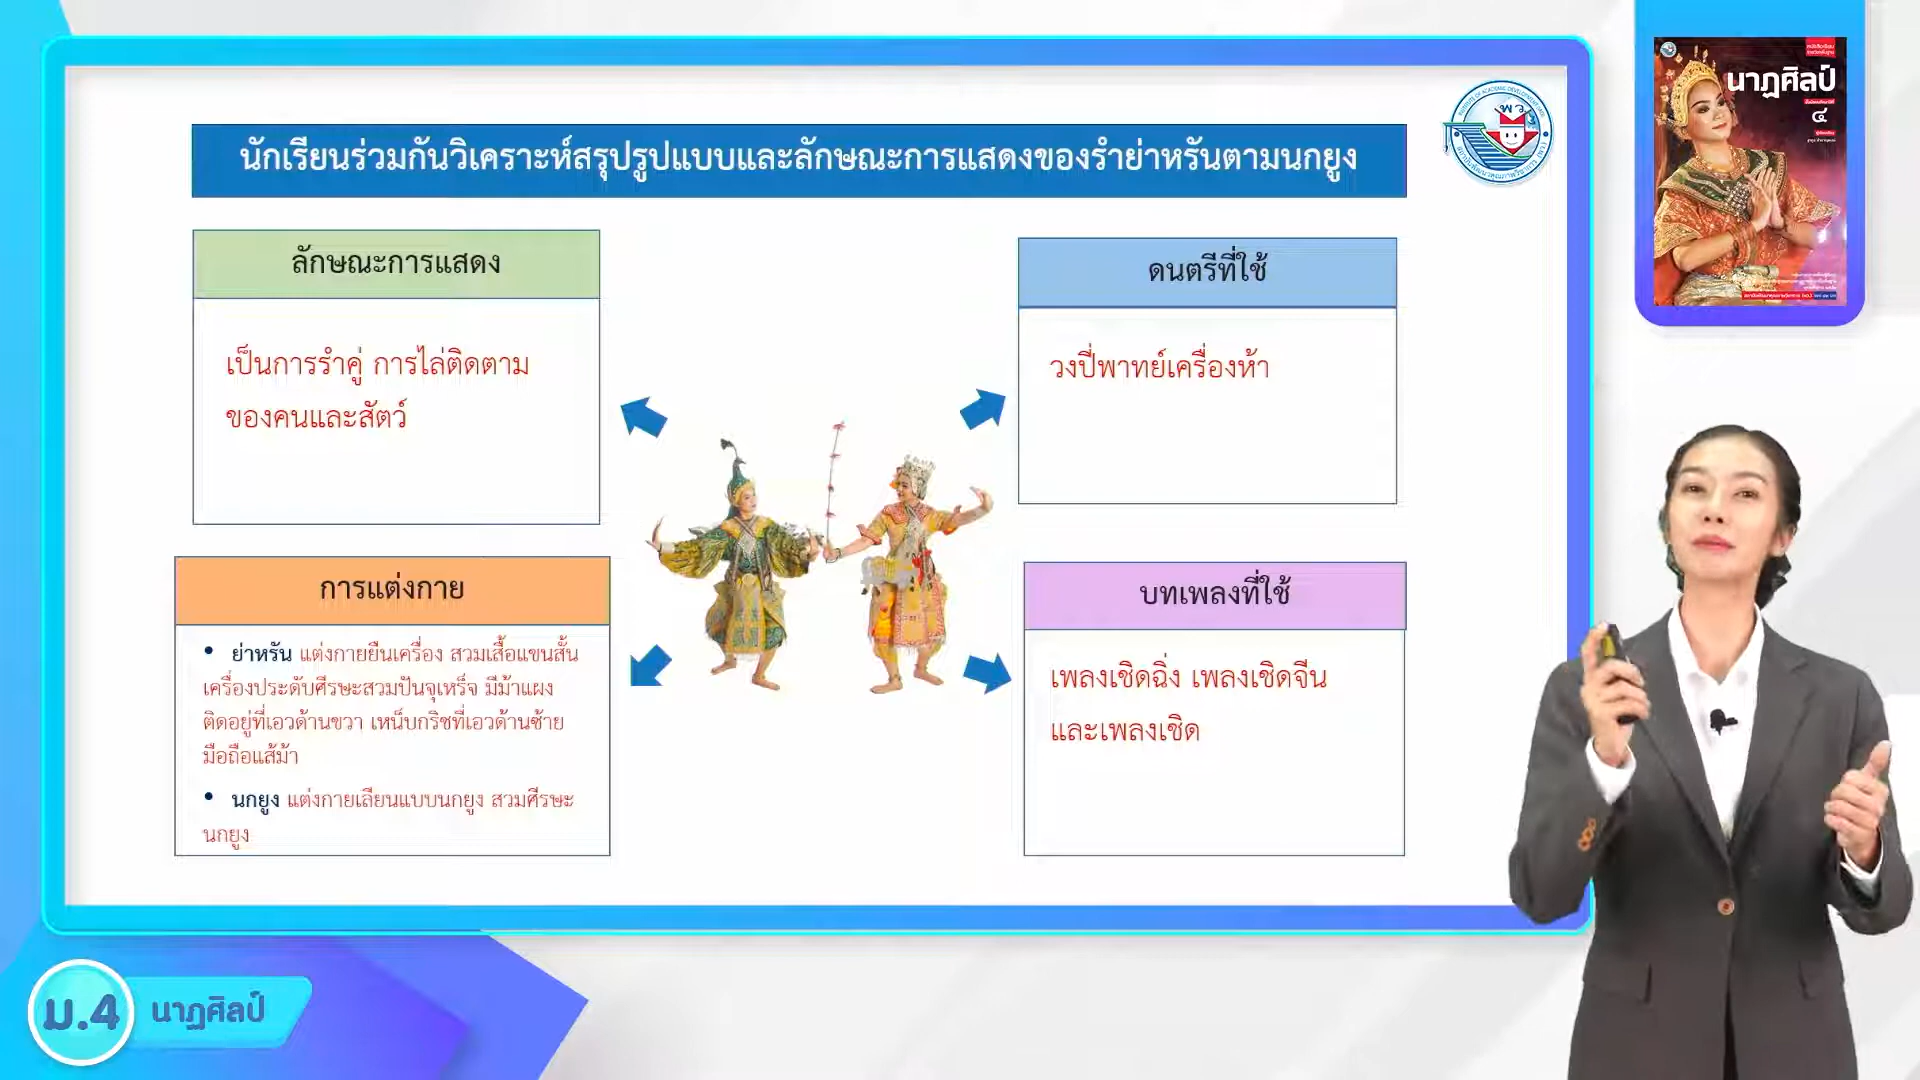 นักเรียนร่วมกันวิเคราะห์สรุปรูปแบบและลักษณะการแสดงของรำย่าหรันตามนกยูง
ลักษณะการแสดง
เป็นการรำคู่ การไล่ติดตาม
ของคนและสัตว์
ดนตรีที่ใช้
วงปี่พาทย์เครื่องห้า
การแต่งกาย
• ย่าหรัน แต่งกายยืนเครื่อง สวมเสื้อแขนสั้น
เครื่องประดับศีรษะสวมปันจุเหร็จ มีม้าแผง
ติดอยู่ที่เอวด้านขวา เหน็บกริชที่เอวด้านซ้าย
มือถือแส้ม้า
• นกยูง แต่งกายเลียนแบบนกยูง สวมศีรษะ
นกยูง
บทเพลงที่ใช้
เพลงเชิดฉิ่ง เพลงเชิดจีน
และเพลงเชิด
พว
นาฏศิลป์
๔
ม.4 นาฏศิลป์